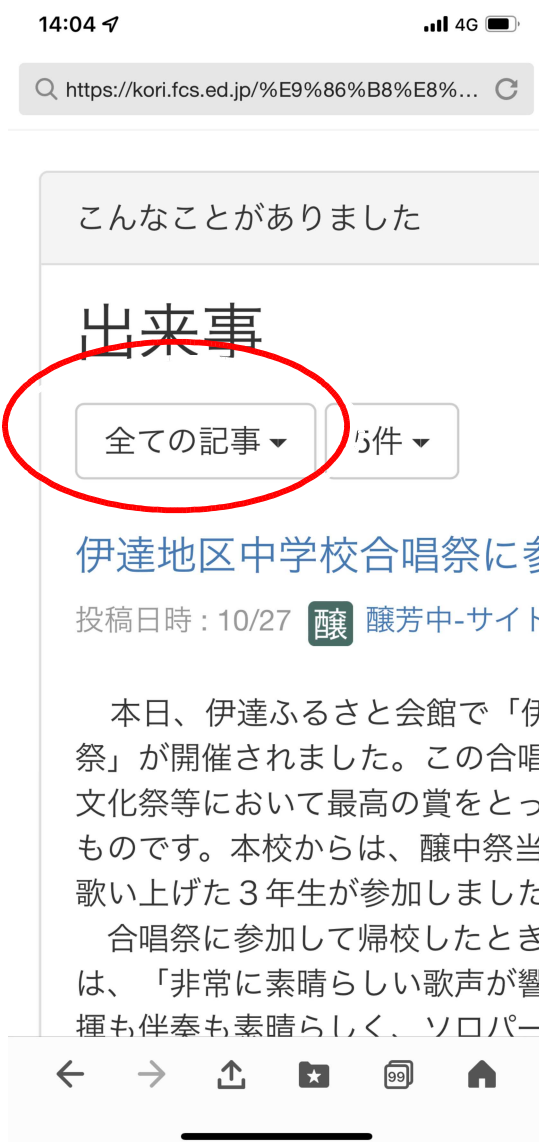 14:04
4G
https://kori.fcs.ed.jp/%E9%86%B8%E8%...
こんなことがありました
出来事
全ての記事
5件
伊達地区中学校合唱祭に参
投稿日時 : 10/27 醸 醸芳中-サイト
本日、伊達ふるさと会館で「伊
祭」が開催されました。この合唱
文化祭等において最高の賞をとっ
ものです。本校からは、醸中祭当
歌い上げた３年生が参加しました
合唱祭に参加して帰校したとき
は、「非常に素晴らしい歌声が響
揮も伴奏も素晴らしく、ソロパー
99